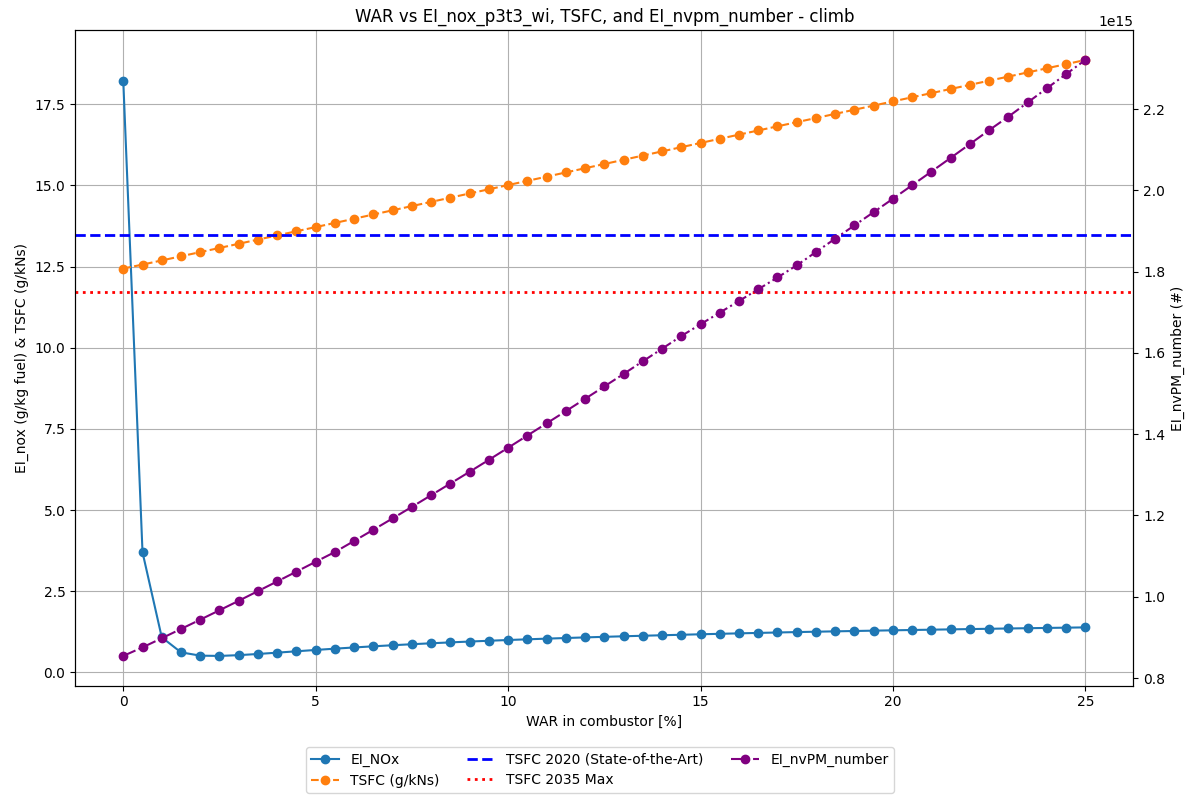 WAR vs EI_nox_p3t3_wi, TSFC, and EI_nvpm_number - climb
1e15
EI_nox (g/kg fuel) & TSFC (g/kNs)
17.5
15.0
12.5
10.0
7.5
5.0
2.5
0.0
2.2
2.0
1.8
1.6
1.4
1.2
1.0
0.8
EI_nvPM_number (#)
0 5 10 15 20 25
WAR in combustor [%]
EI_NOx
TSFC (g/kNs)
TSFC 2020 (State-of-the-Art)
TSFC 2035 Max
EI_nvPM_number